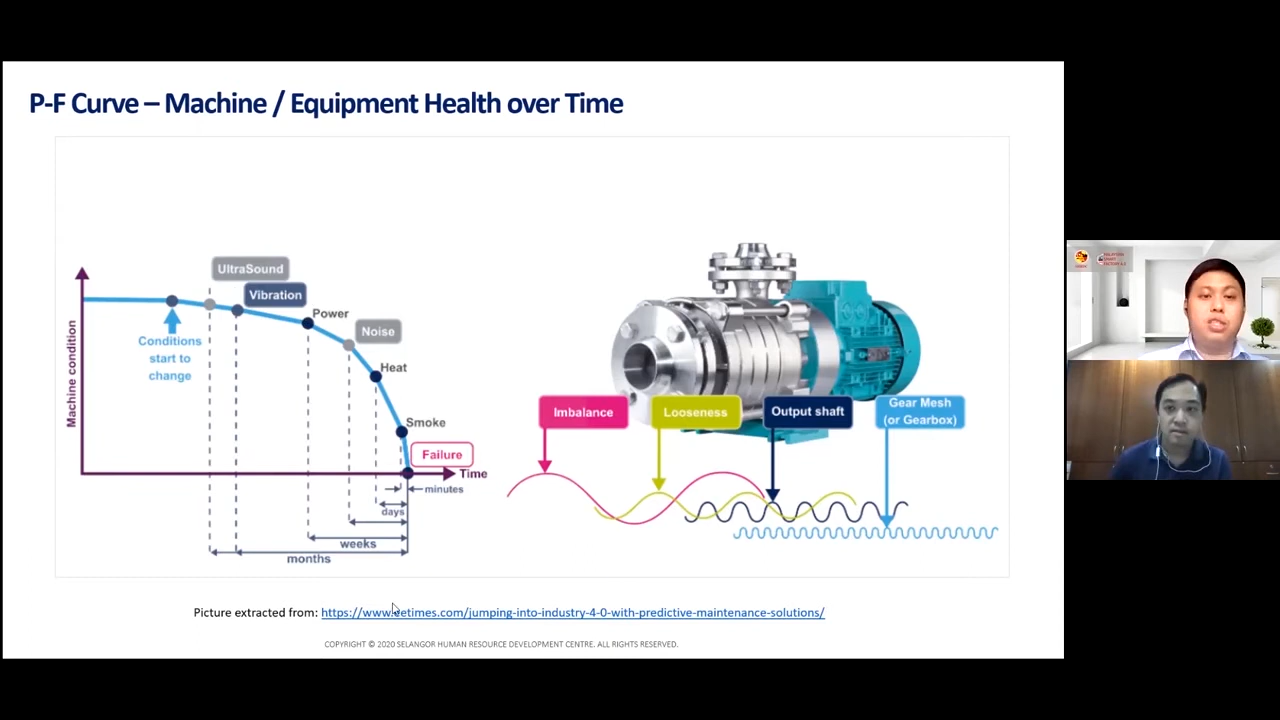 P-F Curve – Machine / Equipment Health over Time
UltraSound
Vibration
Power
Noise
Heat
Smoke
Failure
Conditions
start to
change
Machine condition
Time
minutes
days
weeks
months
Imbalance
Looseness
Output shaft
Gear Mesh
(or Gearbox)
Picture extracted from: https://www.eetimes.com/jumping-into-industry-4-0-with-predictive-maintenance-solutions/
COPYRIGHT © 2020 SELANGOR HUMAN RESOURCE DEVELOPMENT CENTRE. ALL RIGHTS RESERVED.